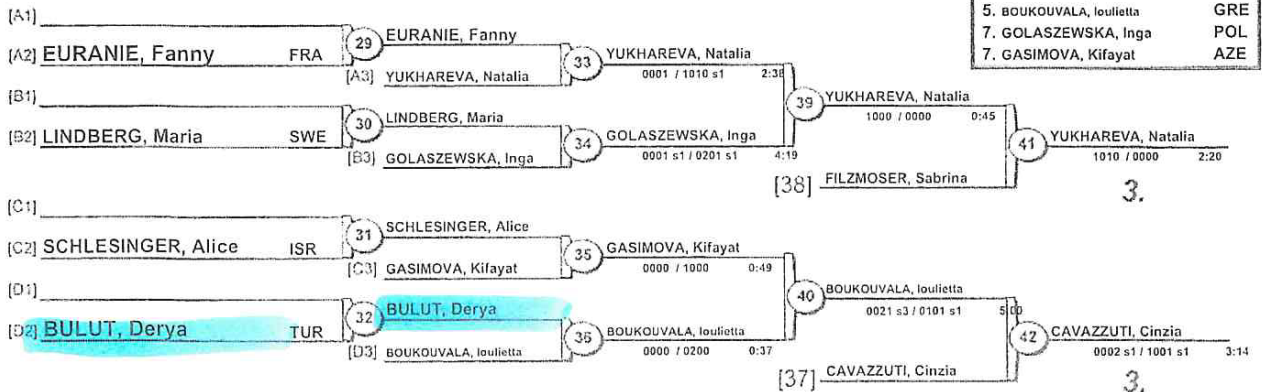 5. BOUKOUVALA, Ioulietta GRE
7. GOLASZEWSKA, Inga POL
7. GASIMOVA, Kifayat AZE
[A1]
[A2] EURANIE, Fanny FRA
29
EURANIE, Fanny
[A3] YUKHAREVA, Natalia
33
YUKHAREVA, Natalia
0001 / 1010 s1 2:38
[B1]
[B2] LINDBERG, Maria SWE
30
LINDBERG, Maria
[B3] GOLASZEWSKA, Inga
34
GOLASZEWSKA, Inga
0001 s1 / 0201 s1 4:19
39
YUKHAREVA, Natalia
1000 / 0000 0:45
[38] FILZMOSER, Sabrina
41
YUKHAREVA, Natalia
1010 / 0000 2:20
3.
[C1]
[C2] SCHLESINGER, Alice ISR
31
SCHLESINGER, Alice
[C3] GASIMOVA, Kifayat
35
GASIMOVA, Kifayat
0000 / 1000 0:49
[D1]
[D2] BULUT, Derya TUR
32
BULUT, Derya
[D3] BOUKOUVALA, Ioulietta
36
BOUKOUVALA, Ioulietta
0000 / 0200 0:37
40
BOUKOUVALA, Ioulietta
0021 s3 / 0101 s1 5:00
[37] CAVAZZUTI, Cinzia
42
CAVAZZUTI, Cinzia
0002 s1 / 1001 s1 3:14
3.